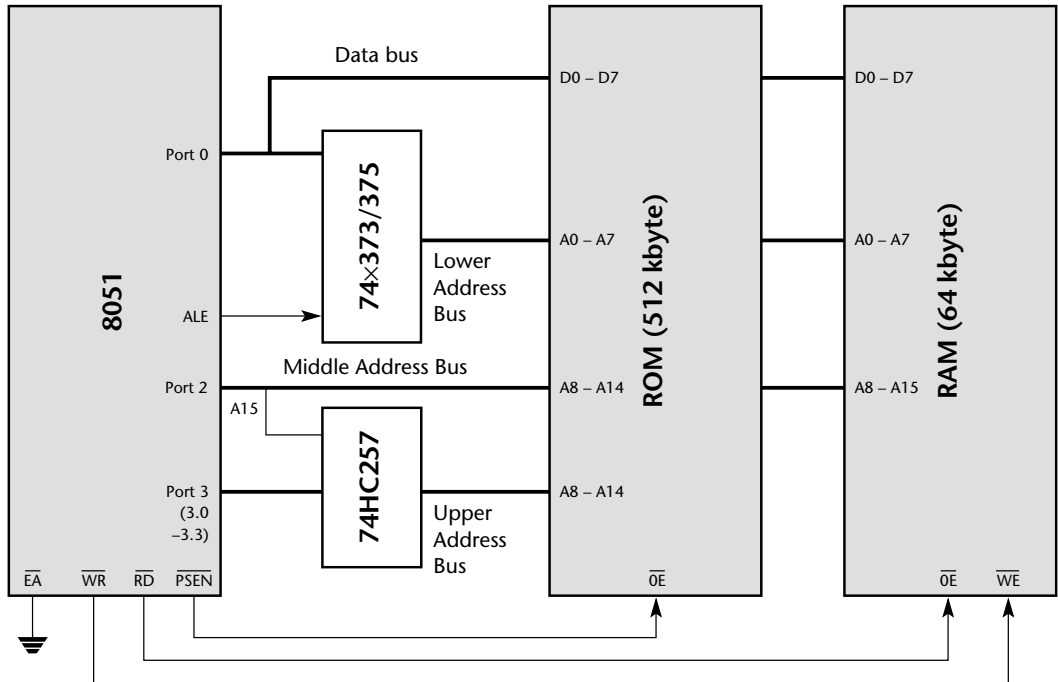 Data bus
D0 – D7
D0 – D7
Port 0
74×373/375
A0 – A7
A0 – A7
Lower
Address
Bus
8051
ROM (512 kbyte)
RAM (64 kbyte)
ALE
Middle Address Bus
Port 2
A8 – A14
A8 – A15
A15
74HC257
Port 3
(3.0
–3.3)
A8 – A14
Upper
Address
Bus
EA WR RD PSEN
0E
0E WE